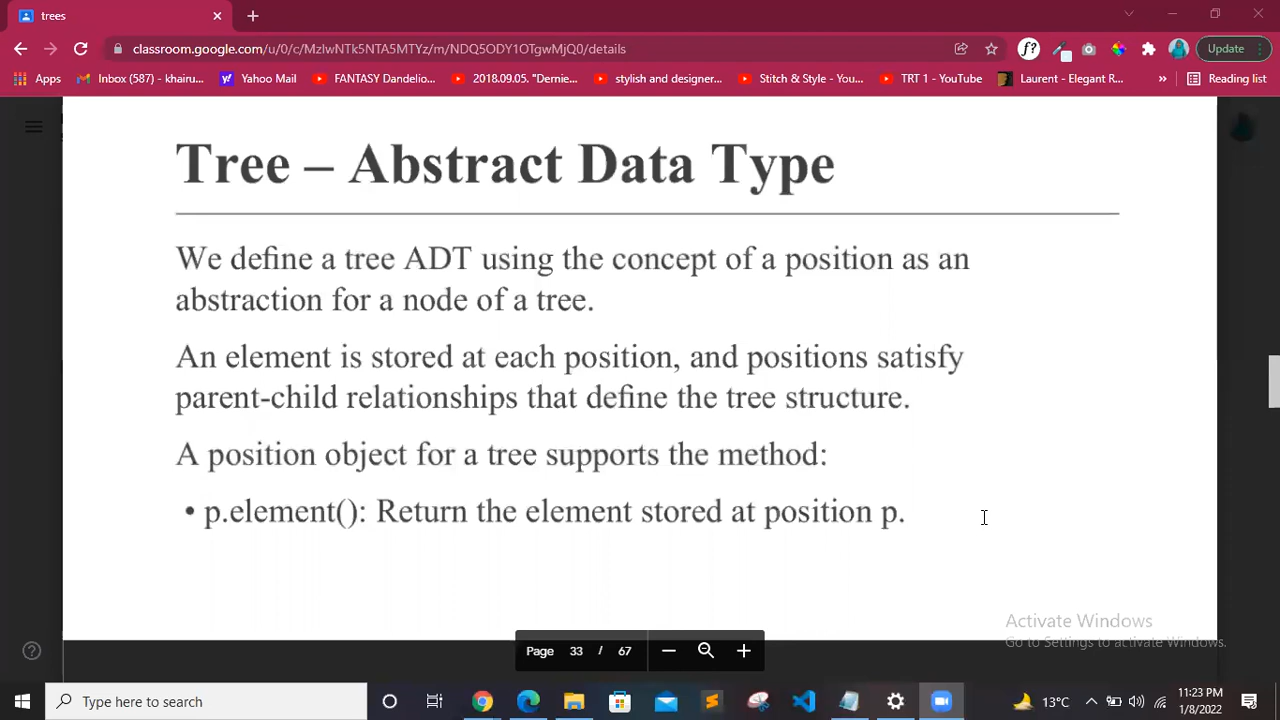 trees
classroom.google.com/u/0/c/MzIwNTk5NTA5MTYz/m/NDQ5ODY1OTgwMjQ0/details
Update
Apps
Inbox (587) - khairu...
Yahoo Mail
FANTASY Dandelio...
2018.09.05. "Dernie...
stylish and designer...
Stitch & Style - You...
TRT 1 - YouTube
Laurent - Elegant R...
Reading list
Tree – Abstract Data Type
We define a tree ADT using the concept of a position as an
abstraction for a node of a tree.
An element is stored at each position, and positions satisfy
parent-child relationships that define the tree structure.
A position object for a tree supports the method:
• p.element(): Return the element stored at position p.
Activate Windows
Go to Settings to activate Windows.
Page 33 / 67
Type here to search
13°C
11:23 PM
1/8/2022